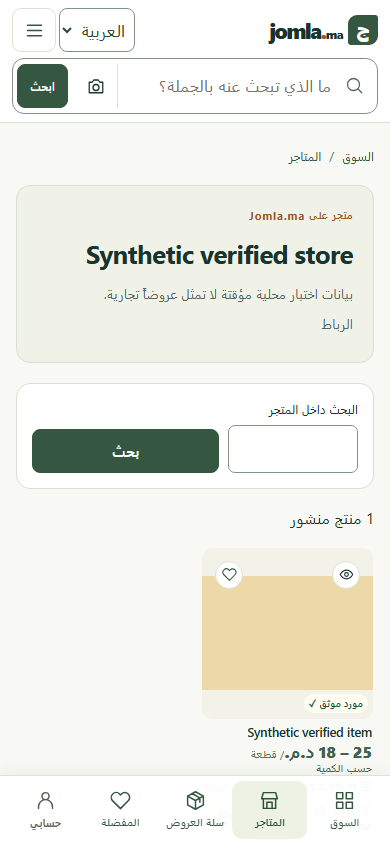 jomla.ma
ج
العربية
ما الذي تبحث عنه بالجملة؟
ابحث
السوق / المتاجر
متجر على Jomla.ma
Synthetic verified store
بيانات اختبار محلية مؤقتة لا تمثل عروضاً تجارية.
الرباط
البحث داخل المتجر
بحث
1 منتج منشور
مورد موثق ✓
Synthetic verified item
18 – 25 د.م. / قطعة
حسب الكمية
السوق
المتاجر
سلة العروض
المفضلة
حسابي